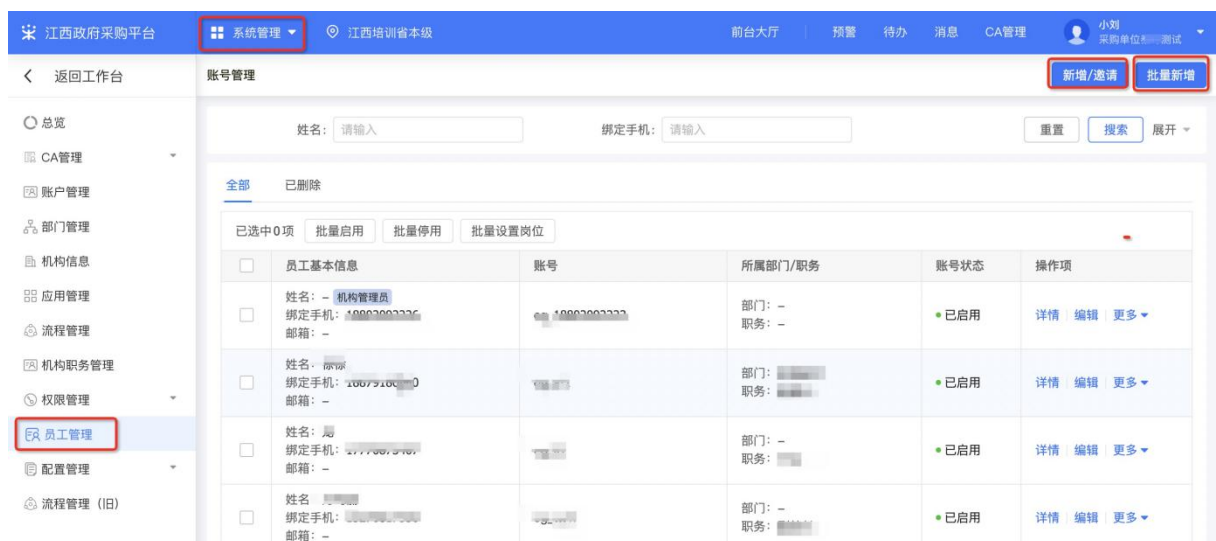 江西政府采购平台
系统管理
江西培训省本级
前台大厅
预警
待办
消息
CA管理
小刘
采购单位 测试
返回工作台
账号管理
新增/邀请
批量新增
总览
CA管理
账户管理
部门管理
机构信息
应用管理
流程管理
机构职务管理
权限管理
员工管理
配置管理
流程管理（旧）
姓名： 请输入
绑定手机： 请输入
重置
搜索
展开
全部
已删除
已选中0项
批量启用
批量停用
批量设置岗位
员工基本信息
账号
所属部门/职务
账号状态
操作项
姓名：– 机构管理员
绑定手机：
邮箱：–
部门：–
职务：–
已启用
详情 编辑 更多
姓名：
绑定手机：
邮箱：–
部门：
职务：
已启用
详情 编辑 更多
姓名：
绑定手机：
邮箱：–
部门：–
职务：
已启用
详情 编辑 更多
姓名
绑定手机：
邮箱：–
部门：–
职务：
已启用
详情 编辑 更多